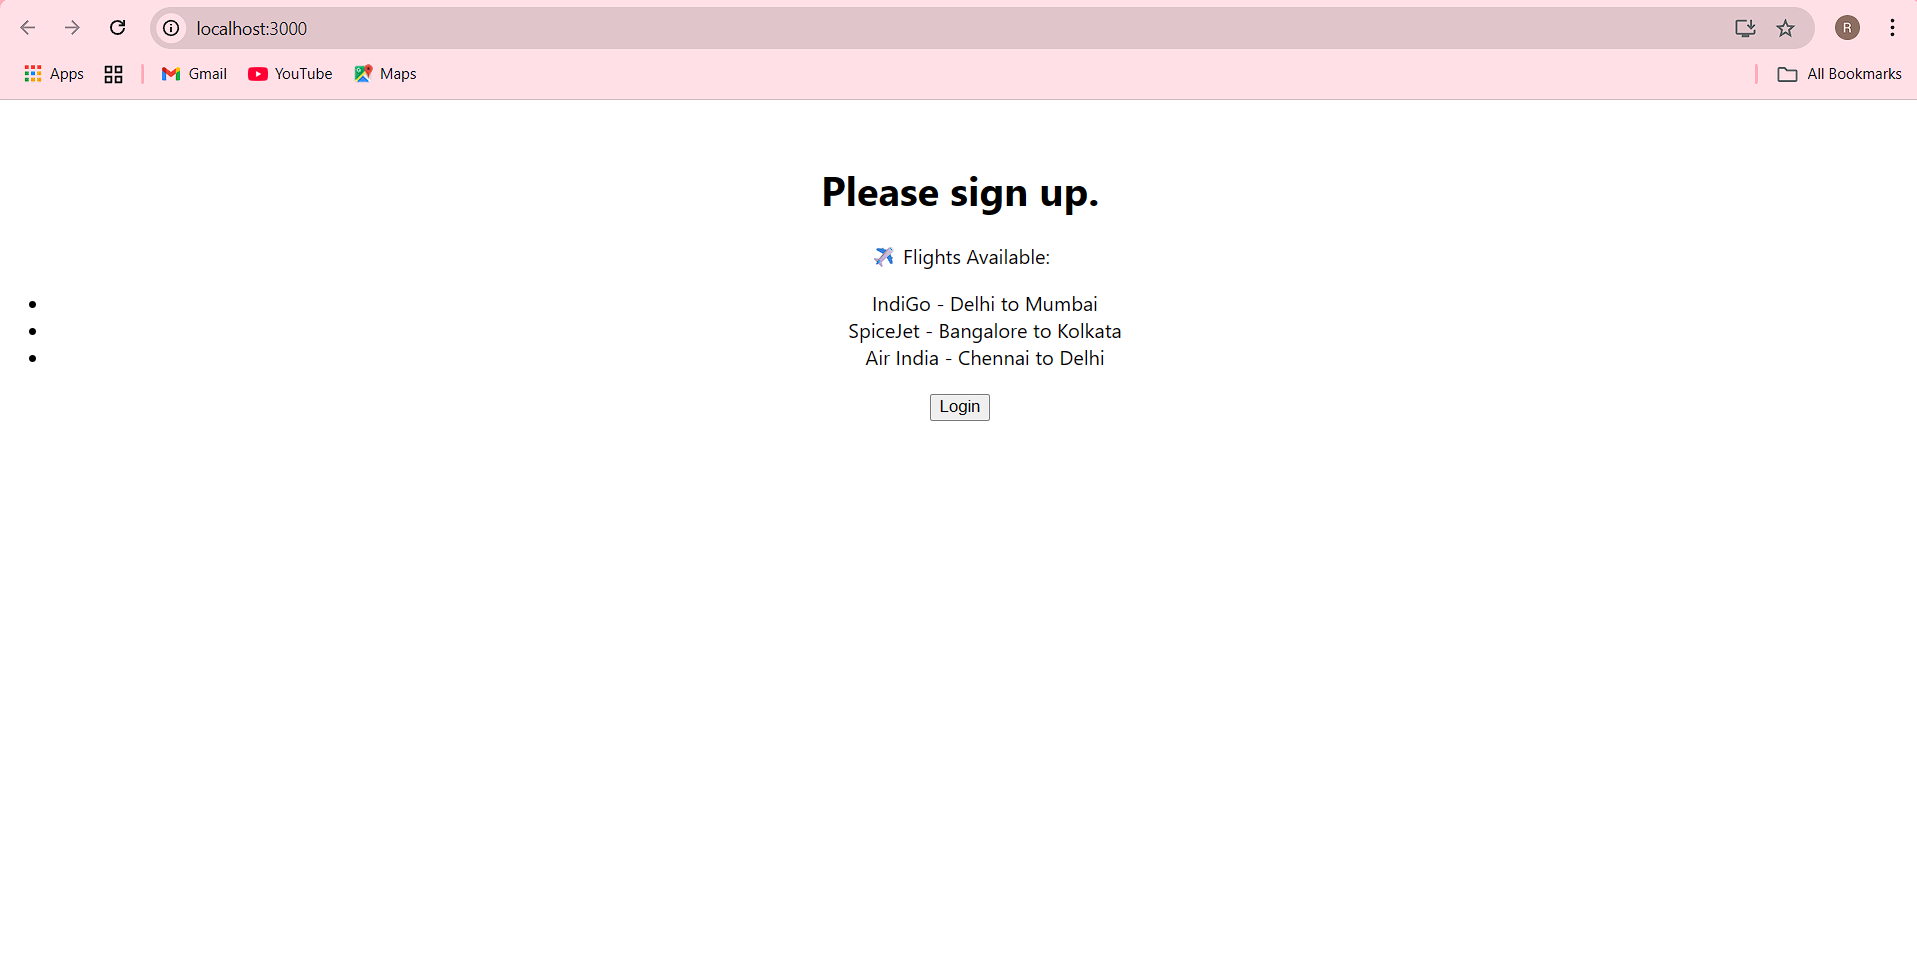 localhost:3000
R
Apps Gmail YouTube Maps All Bookmarks
Please sign up.
✈️ Flights Available:
• IndiGo - Delhi to Mumbai
• SpiceJet - Bangalore to Kolkata
• Air India - Chennai to Delhi
Login